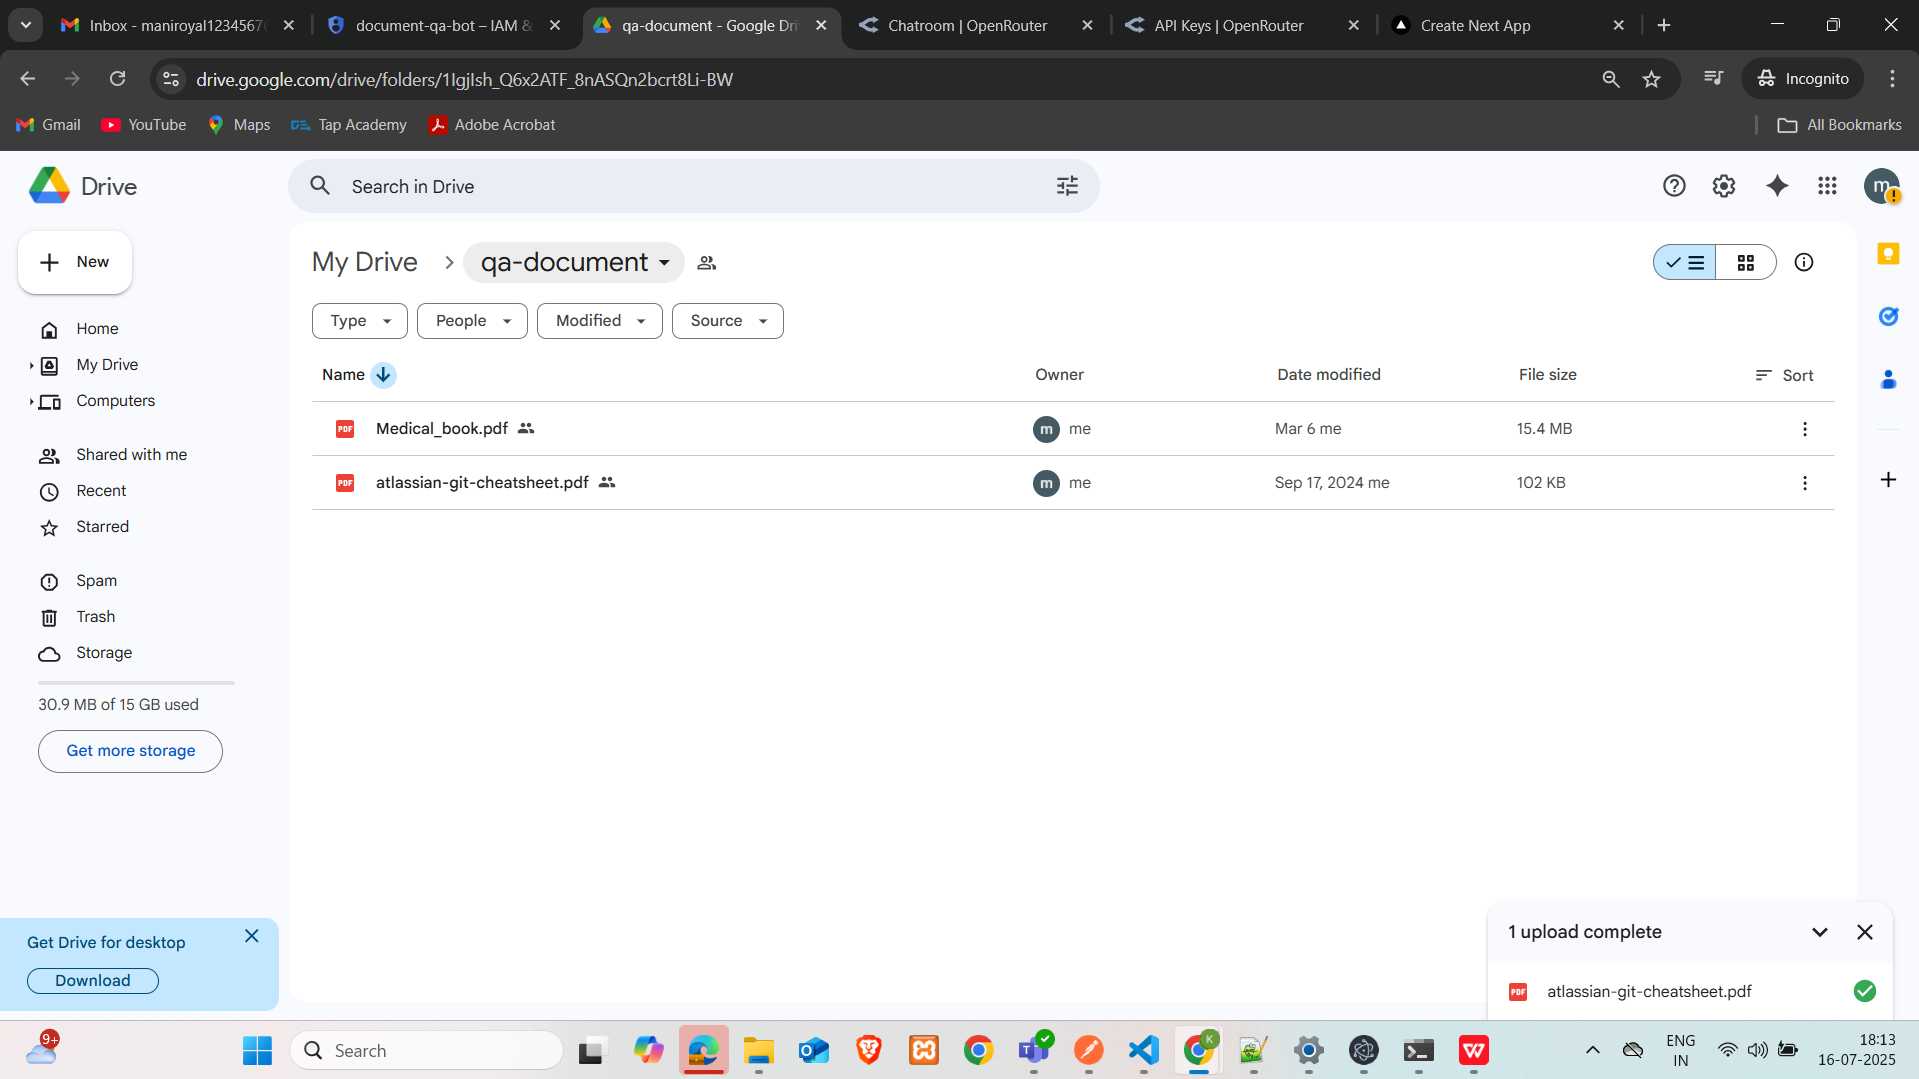 Inbox - maniroyal1234567
document-qa-bot – IAM &
qa-document - Google Dri
Chatroom | OpenRouter
API Keys | OpenRouter
Create Next App
drive.google.com/drive/folders/1IgjIsh_Q6x2ATF_8nASQn2bcrt8Li-BW
Incognito
Gmail
YouTube
Maps
Tap Academy
Adobe Acrobat
All Bookmarks
Drive
Search in Drive
m
New
My Drive
qa-document
Type
People
Modified
Source
Home
My Drive
Computers
Shared with me
Recent
Starred
Spam
Trash
Storage
30.9 MB of 15 GB used
Get more storage
Name
Owner
Date modified
File size
Sort
PDF Medical_book.pdf m me Mar 6 me 15.4 MB
PDF atlassian-git-cheatsheet.pdf m me Sep 17, 2024 me 102 KB
Get Drive for desktop
Download
1 upload complete
PDF atlassian-git-cheatsheet.pdf
9+
Search
K
ENG
IN
18:13
16-07-2025